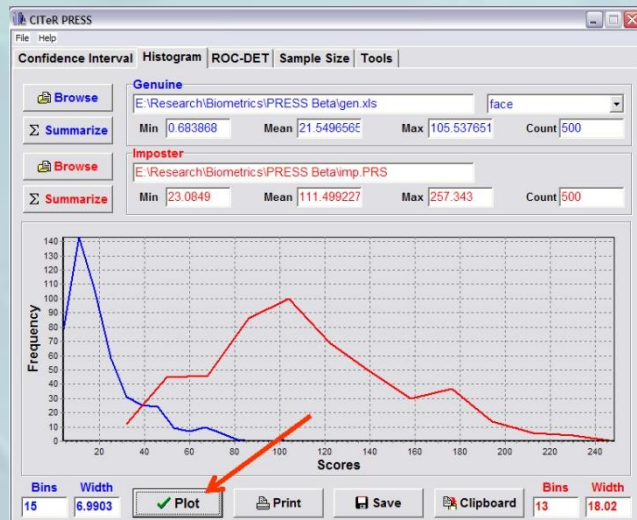 CITeR PRESS
File Help
Confidence Interval Histogram ROC-DET Sample Size Tools
Genuine
Browse E:\Research\Biometrics\PRESS Beta\gen.xls face
Σ Summarize Min 0.683868 Mean 21.5496565 Max 105.537651 Count 500
Imposter
Browse E:\Research\Biometrics\PRESS Beta\imp.PRS
Σ Summarize Min 23.0849 Mean 111.499227 Max 257.343 Count 500
140
130
120
110
100
90
80
70
60
50
40
30
20
10
0
Frequency
20 40 60 80 100 120 140 160 180 200 220 240
Scores
Bins Width Bins Width
15 6.9903 Plot Print Save Clipboard 13 18.02